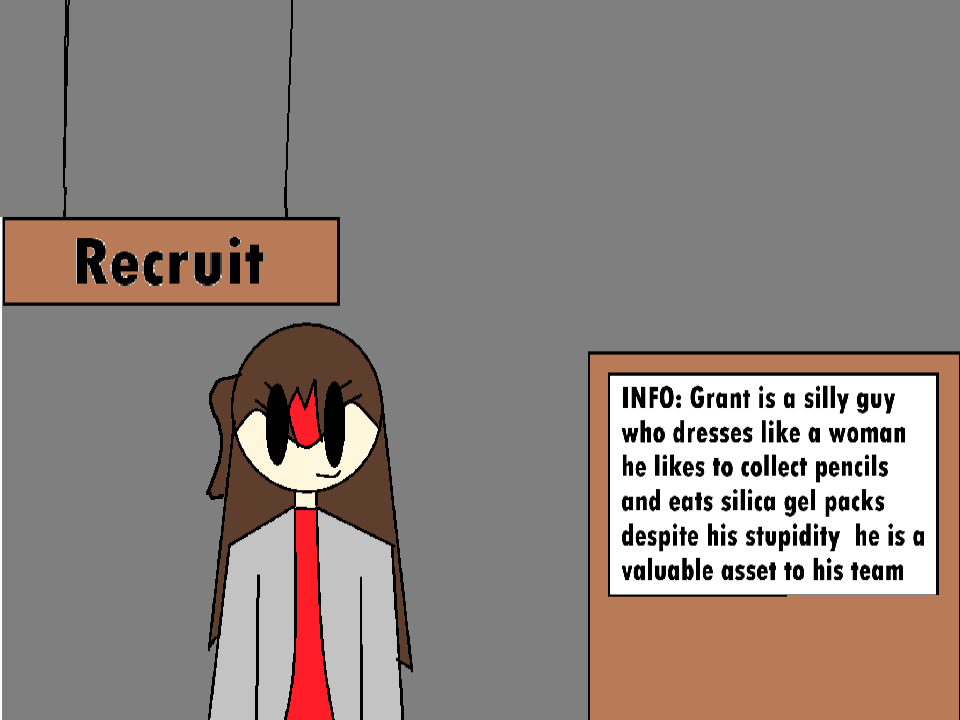 Recruit
INFO: Grant is a silly guy
who dresses like a woman
he likes to collect pencils
and eats silica gel packs
despite his stupidity  he is a
valuable asset to his team